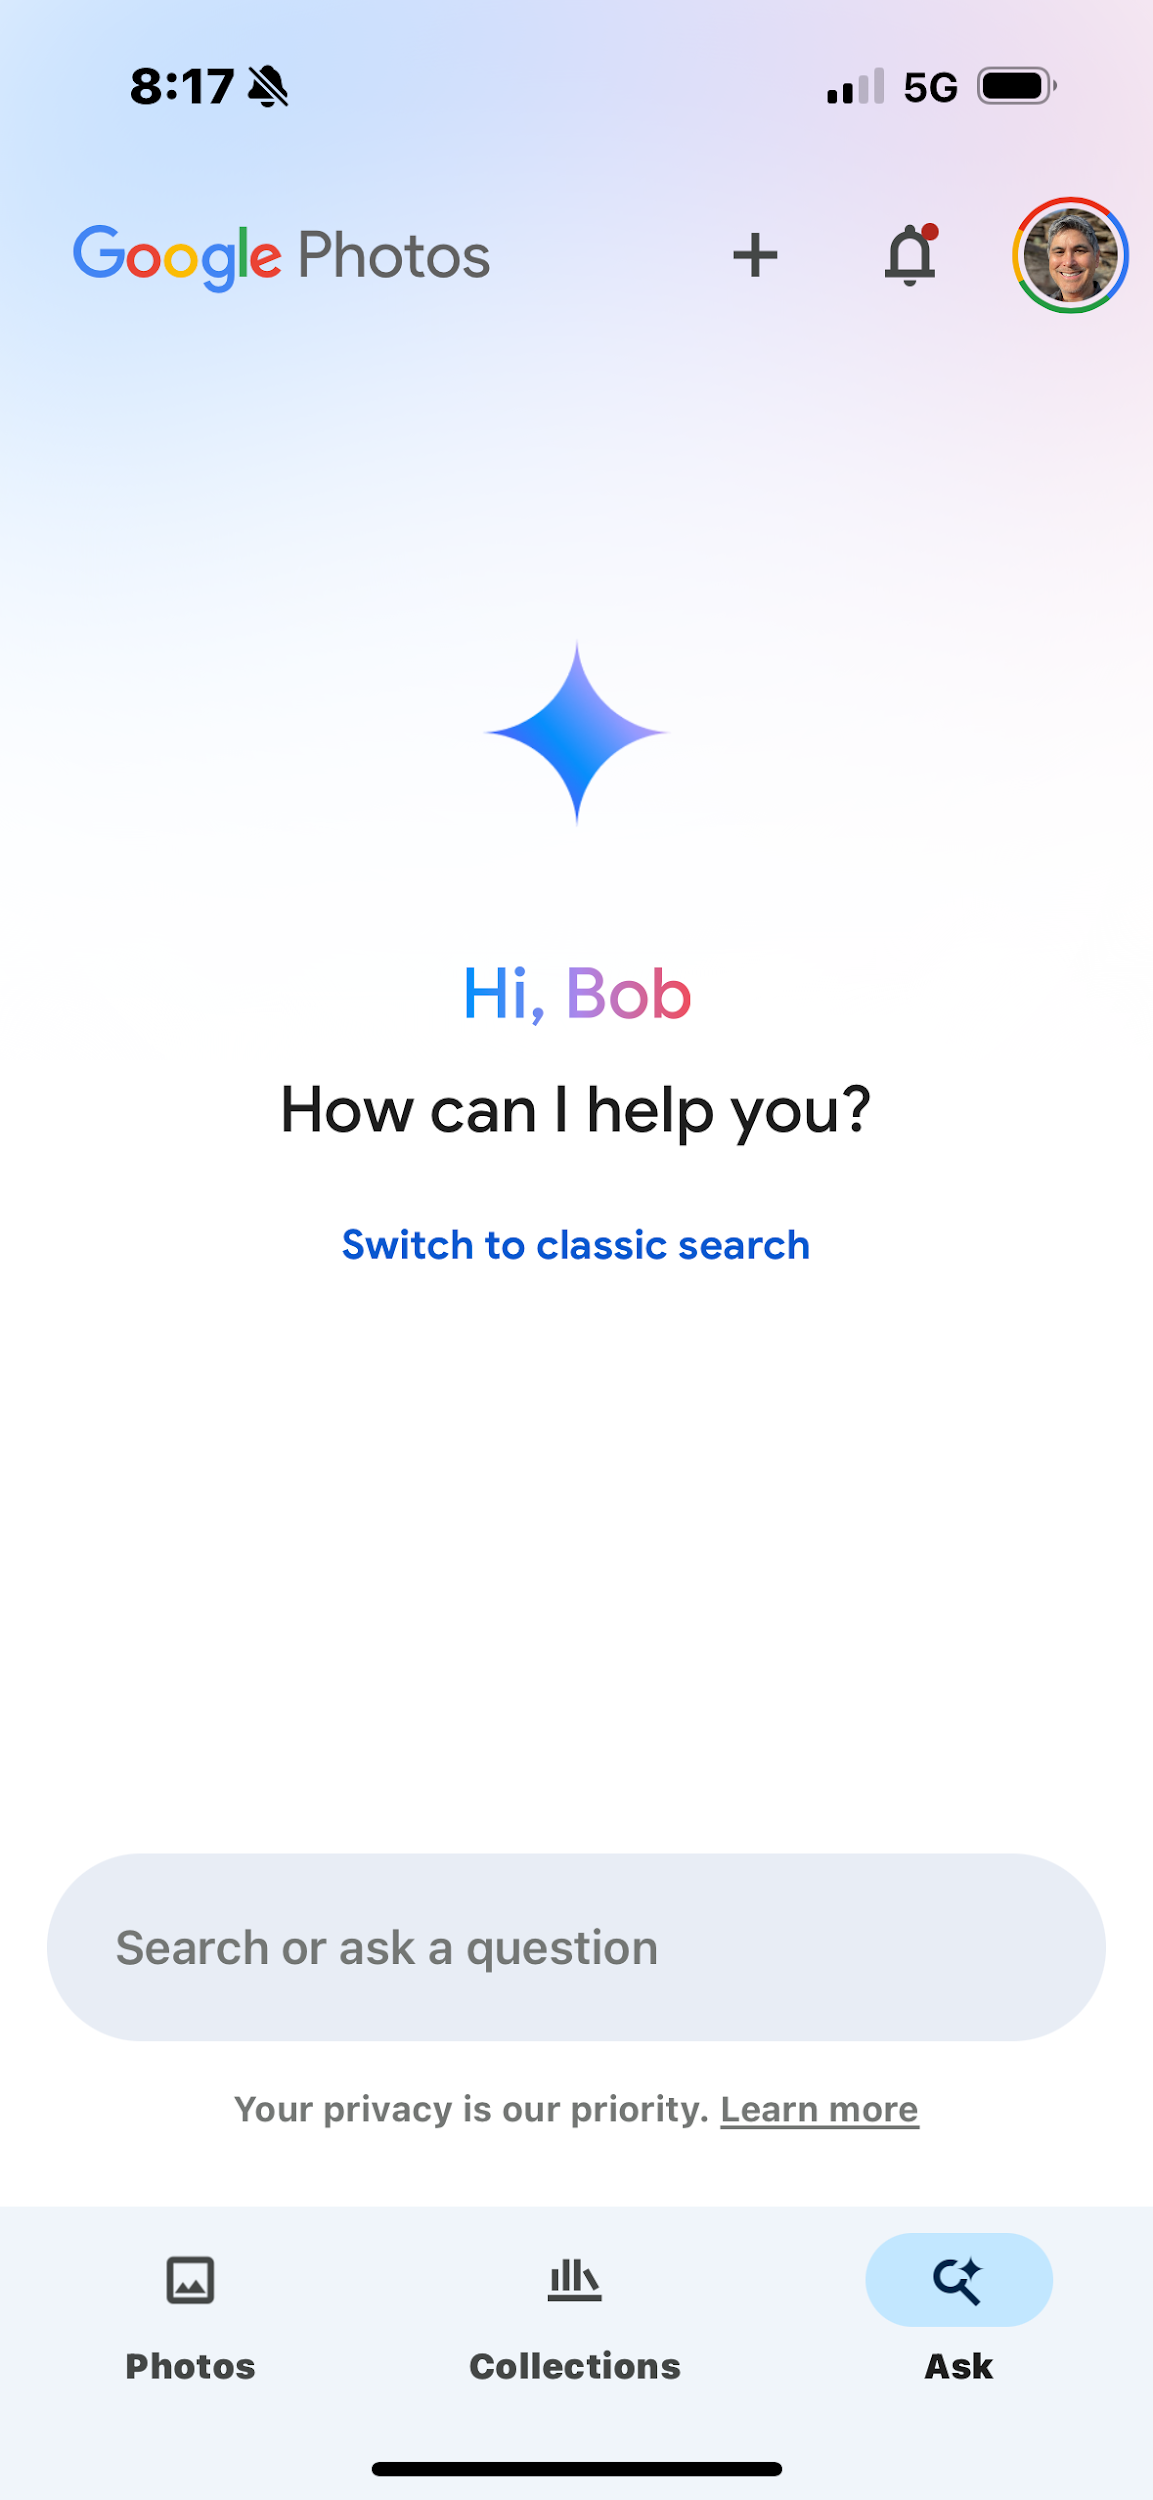 8:17
5G
Google Photos
Hi, Bob
How can I help you?
Switch to classic search
Search or ask a question
Your privacy is our priority. Learn more
Photos
Collections
Ask